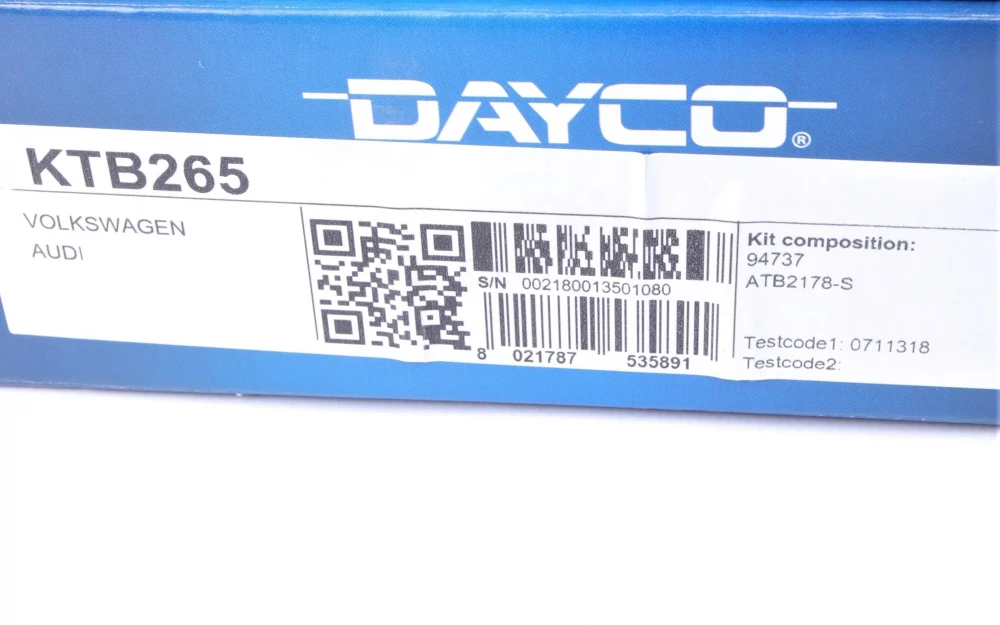 DAYCO®
KTB265
VOLKSWAGEN
AUDI
S/N 002180013501080
8 021787 535891
Kit composition:
94737
ATB2178-S
Testcode1: 0711318
Testcode2: